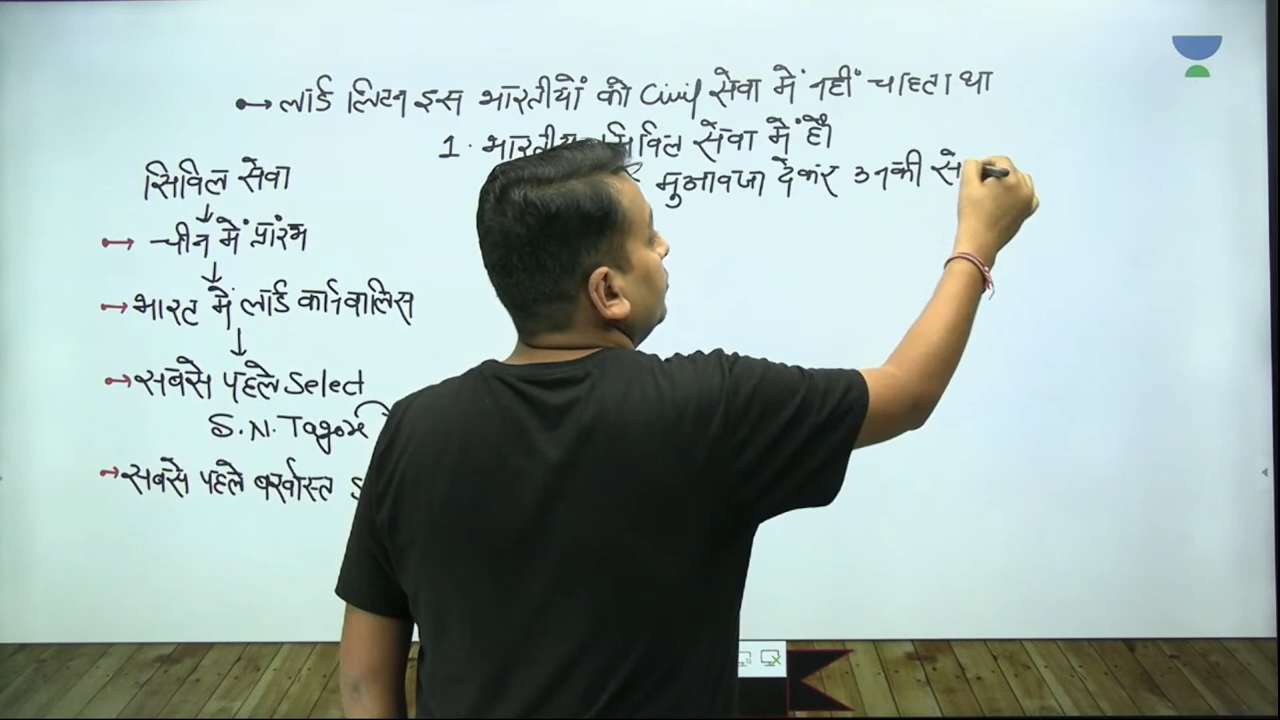 लार्ड लिटन इस भारतीयों को Civil सेवा में नहीं चाहता था
1. भारतीय सिविल सेवा में है।
मुआवजा देकर उनकी
सिविल सेवा
चीन में प्रारंभ
भारत में लॉर्ड कार्नवालिस
सबसे पहले Select
S.N. Tagore
सबसे पहले बर्खास्त S